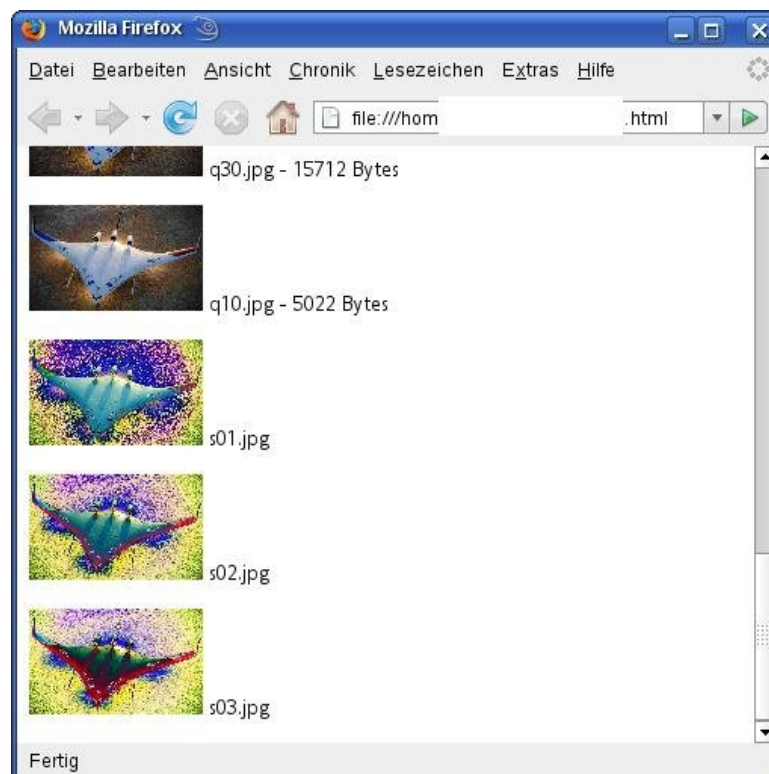 Mozilla Firefox
Datei Bearbeiten Ansicht Chronik Lesezeichen Extras Hilfe
file:///hom .html
q30.jpg - 15712 Bytes
q10.jpg - 5022 Bytes
s01.jpg
s02.jpg
s03.jpg
Fertig